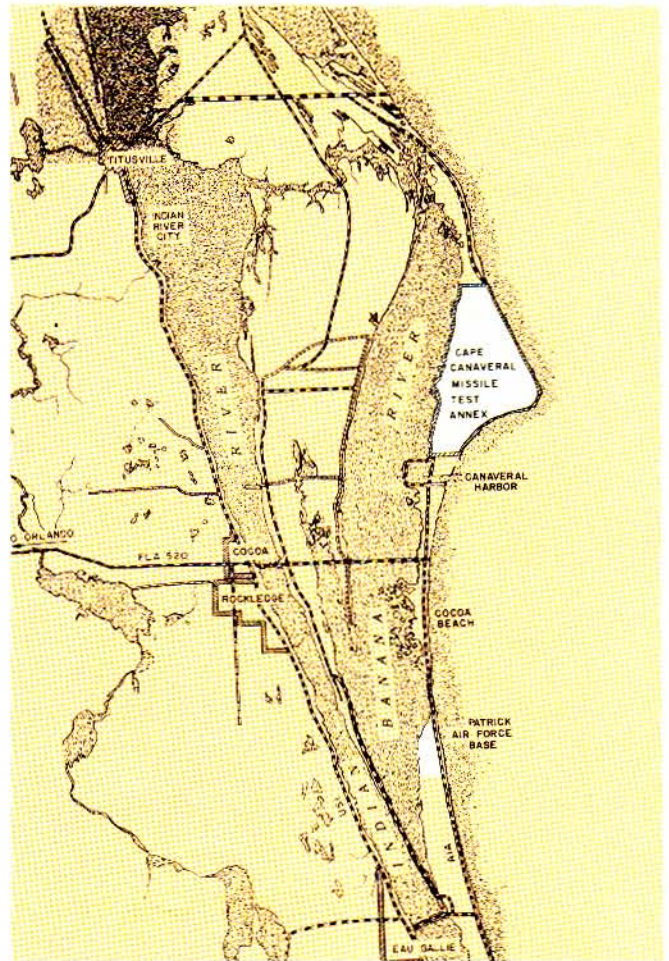 TITUSVILLE
INDIAN
RIVER
CITY
CAPE
CANAVERAL
MISSILE
TEST
ANNEX
RIVER
RIVER
CANAVERAL
HARBOR
O ORLANDO
FLA 520
COCOA
ROCKLEDGE
COCOA
BEACH
BANANA
PATRICK
AIR FORCE
BASE
INDIAN
US 1
A1A
EAU GALLIE